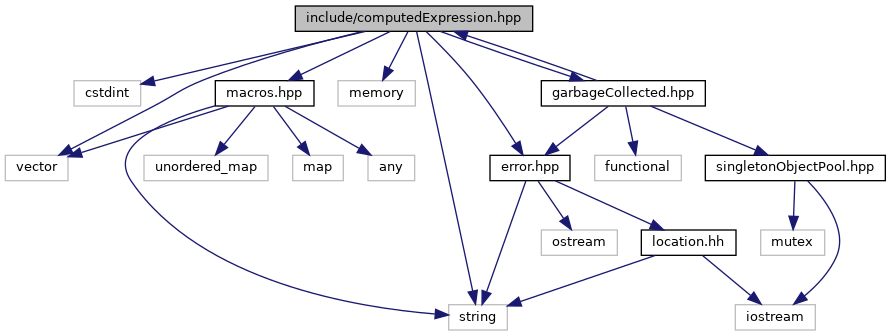 include/computedExpression.hpp
cstdint
macros.hpp
memory
garbageCollected.hpp
vector
unordered_map
map
any
error.hpp
functional
singletonObjectPool.hpp
ostream
location.hh
mutex
string
iostream